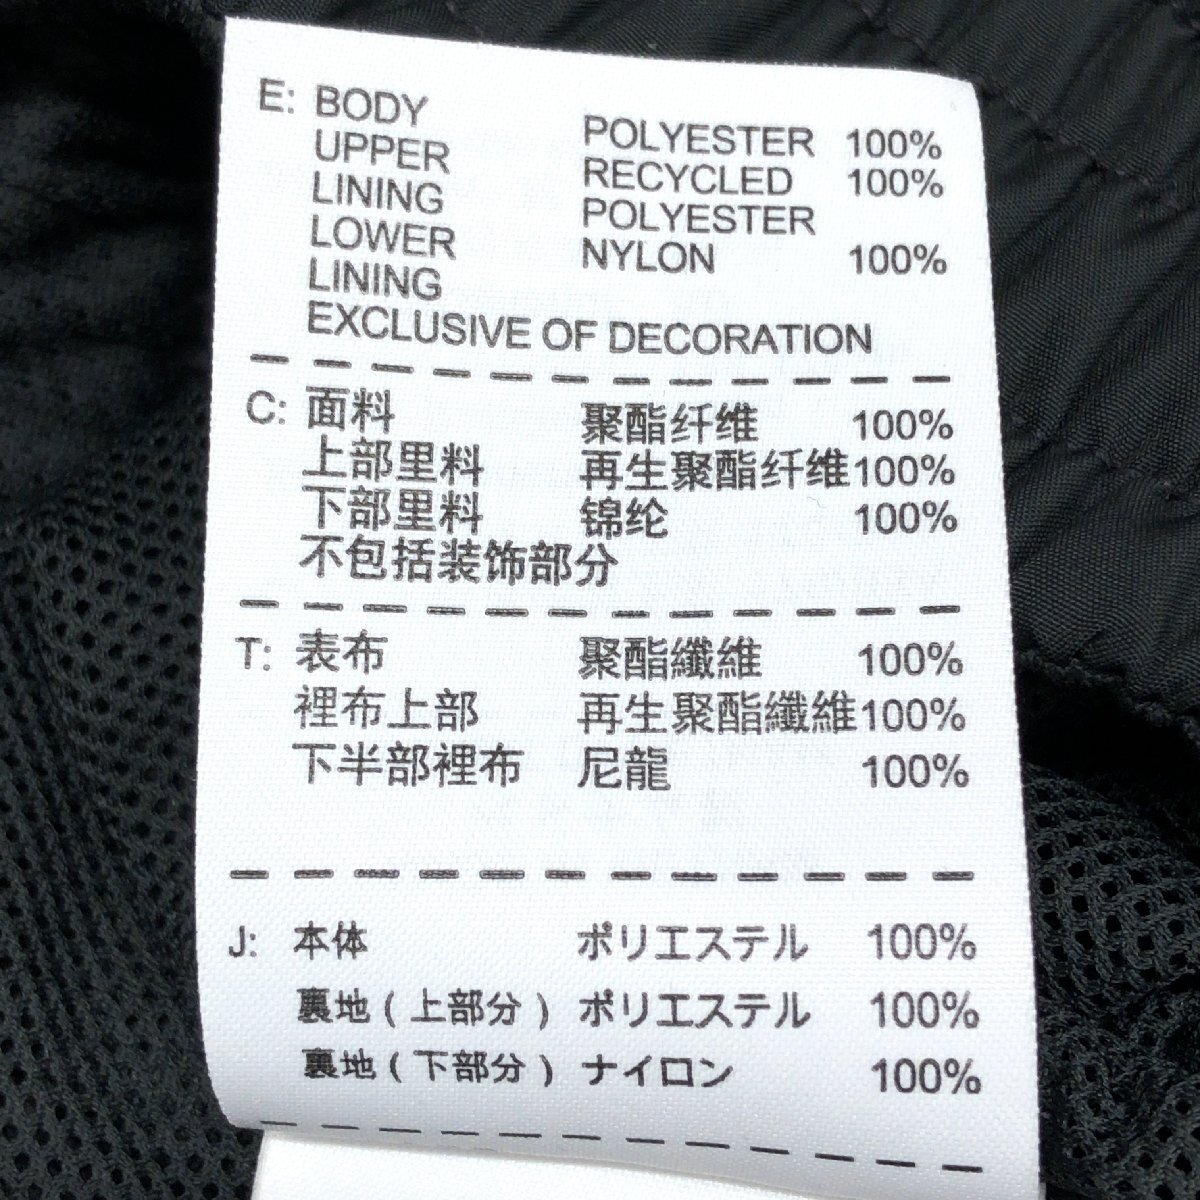 E: BODY POLYESTER 100%
UPPER RECYCLED 100%
LINING POLYESTER
LOWER NYLON 100%
LINING
EXCLUSIVE OF DECORATION
C: 面料 聚酯纤维 100%
上部里料 再生聚酯纤维100%
下部里料 锦纶 100%
不包括装饰部分
T: 表布 聚酯纖維 100%
裡布上部 再生聚酯纖維100%
下半部裡布 尼龍 100%
J: 本体 ポリエステル 100%
裏地(上部分) ポリエステル 100%
裏地(下部分) ナイロン 100%